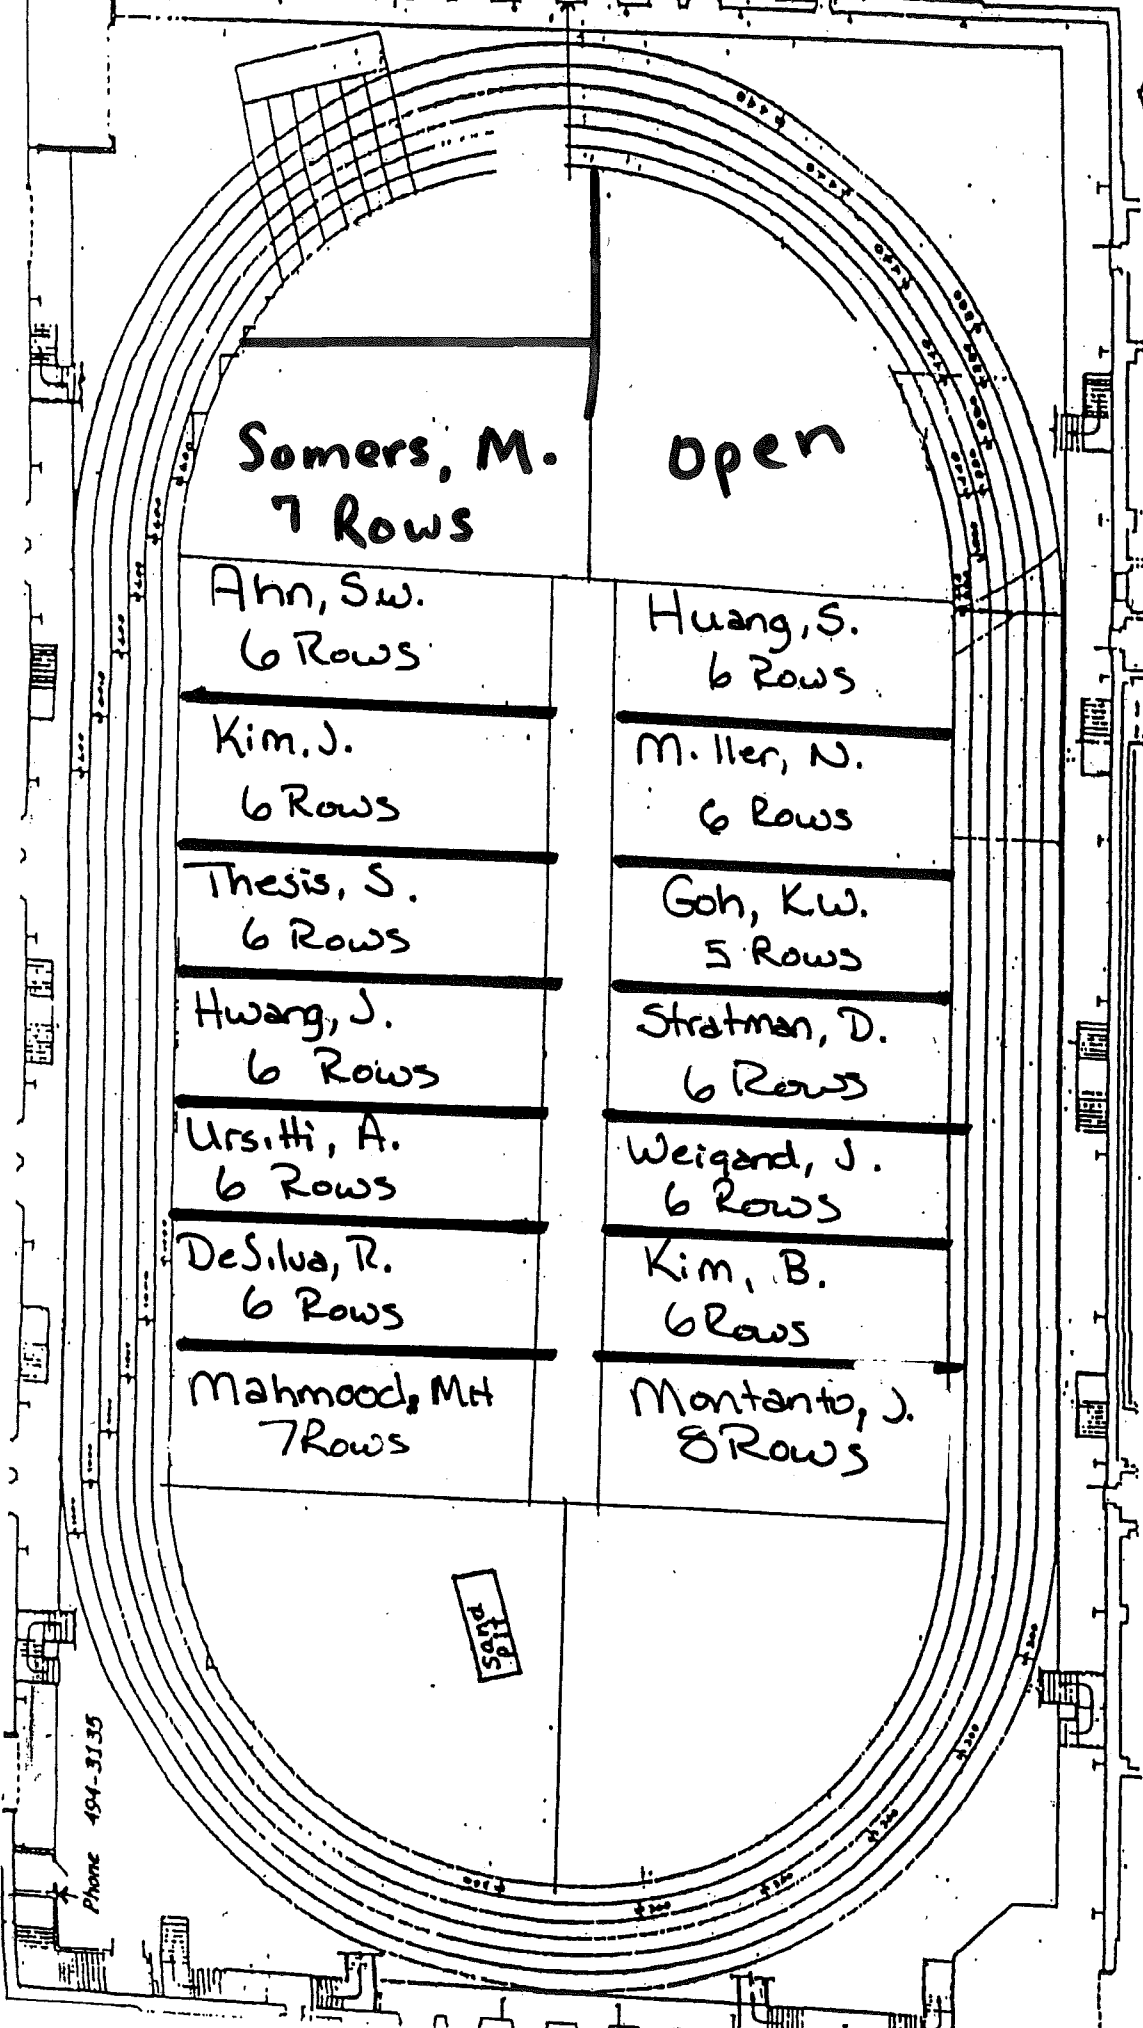 Somers, M.
7 Rows
Open
Ahn, S.W.
6 Rows
Huang, S.
6 Rows
Kim, J.
6 Rows
Miller, N.
6 Rows
Thesis, S.
6 Rows
Goh, K.W.
5 Rows
Hwang, J.
6 Rows
Stratman, D.
6 Rows
Ursitti, A.
6 Rows
Weigand, J.
6 Rows
DeSilva, R.
6 Rows
Kim, B.
6 Rows
Mahmood, MH
7 Rows
Montanto, J.
8 Rows
Sand
pit
Phone 494-3135